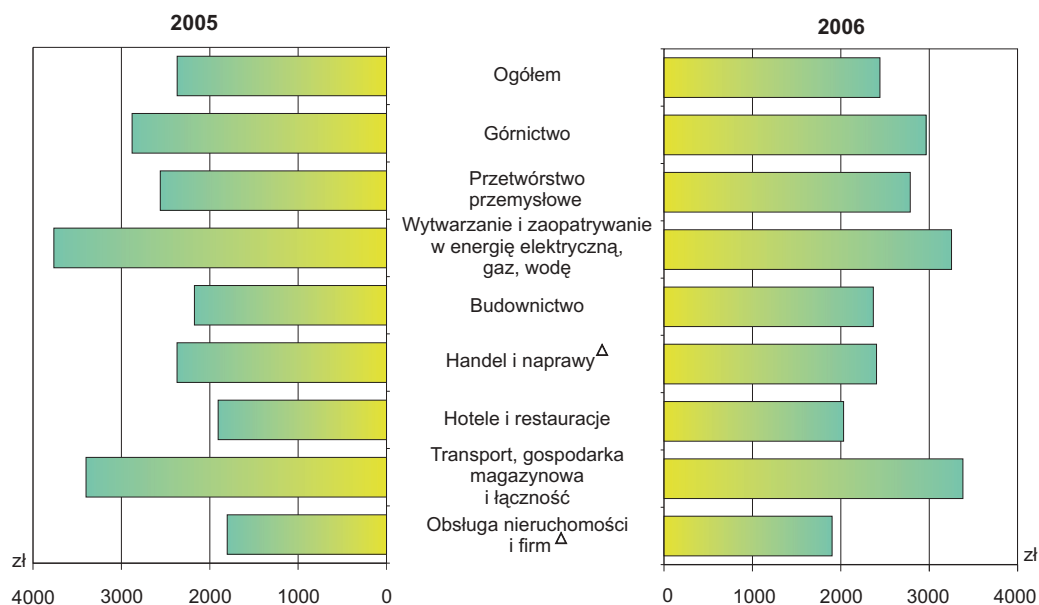 2005
2006
Ogółem
Górnictwo
Przetwórstwo
przemysłowe
Wytwarzanie i zaopatrywanie
w energię elektryczną,
gaz, wodę
Budownictwo
Handel i naprawy Δ
Hotele i restauracje
Transport, gospodarka
magazynowa
i łączność
Obsługa nieruchomości
i firm Δ
zł
4000 3000 2000 1000 0
0 1000 2000 3000 4000
zł